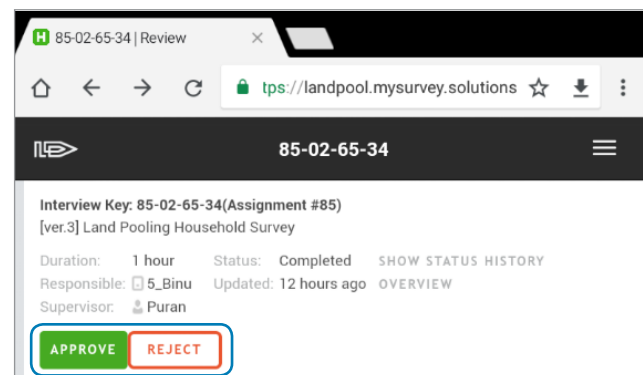 H 85-02-65-34 | Review
tps://landpool.mysurvey.solutions
85-02-65-34
Interview Key: 85-02-65-34(Assignment #85)
[ver.3] Land Pooling Household Survey
Duration: 1 hour Status: Completed SHOW STATUS HISTORY
Responsible: 5_Binu Updated: 12 hours ago OVERVIEW
Supervisor: Puran
APPROVE REJECT